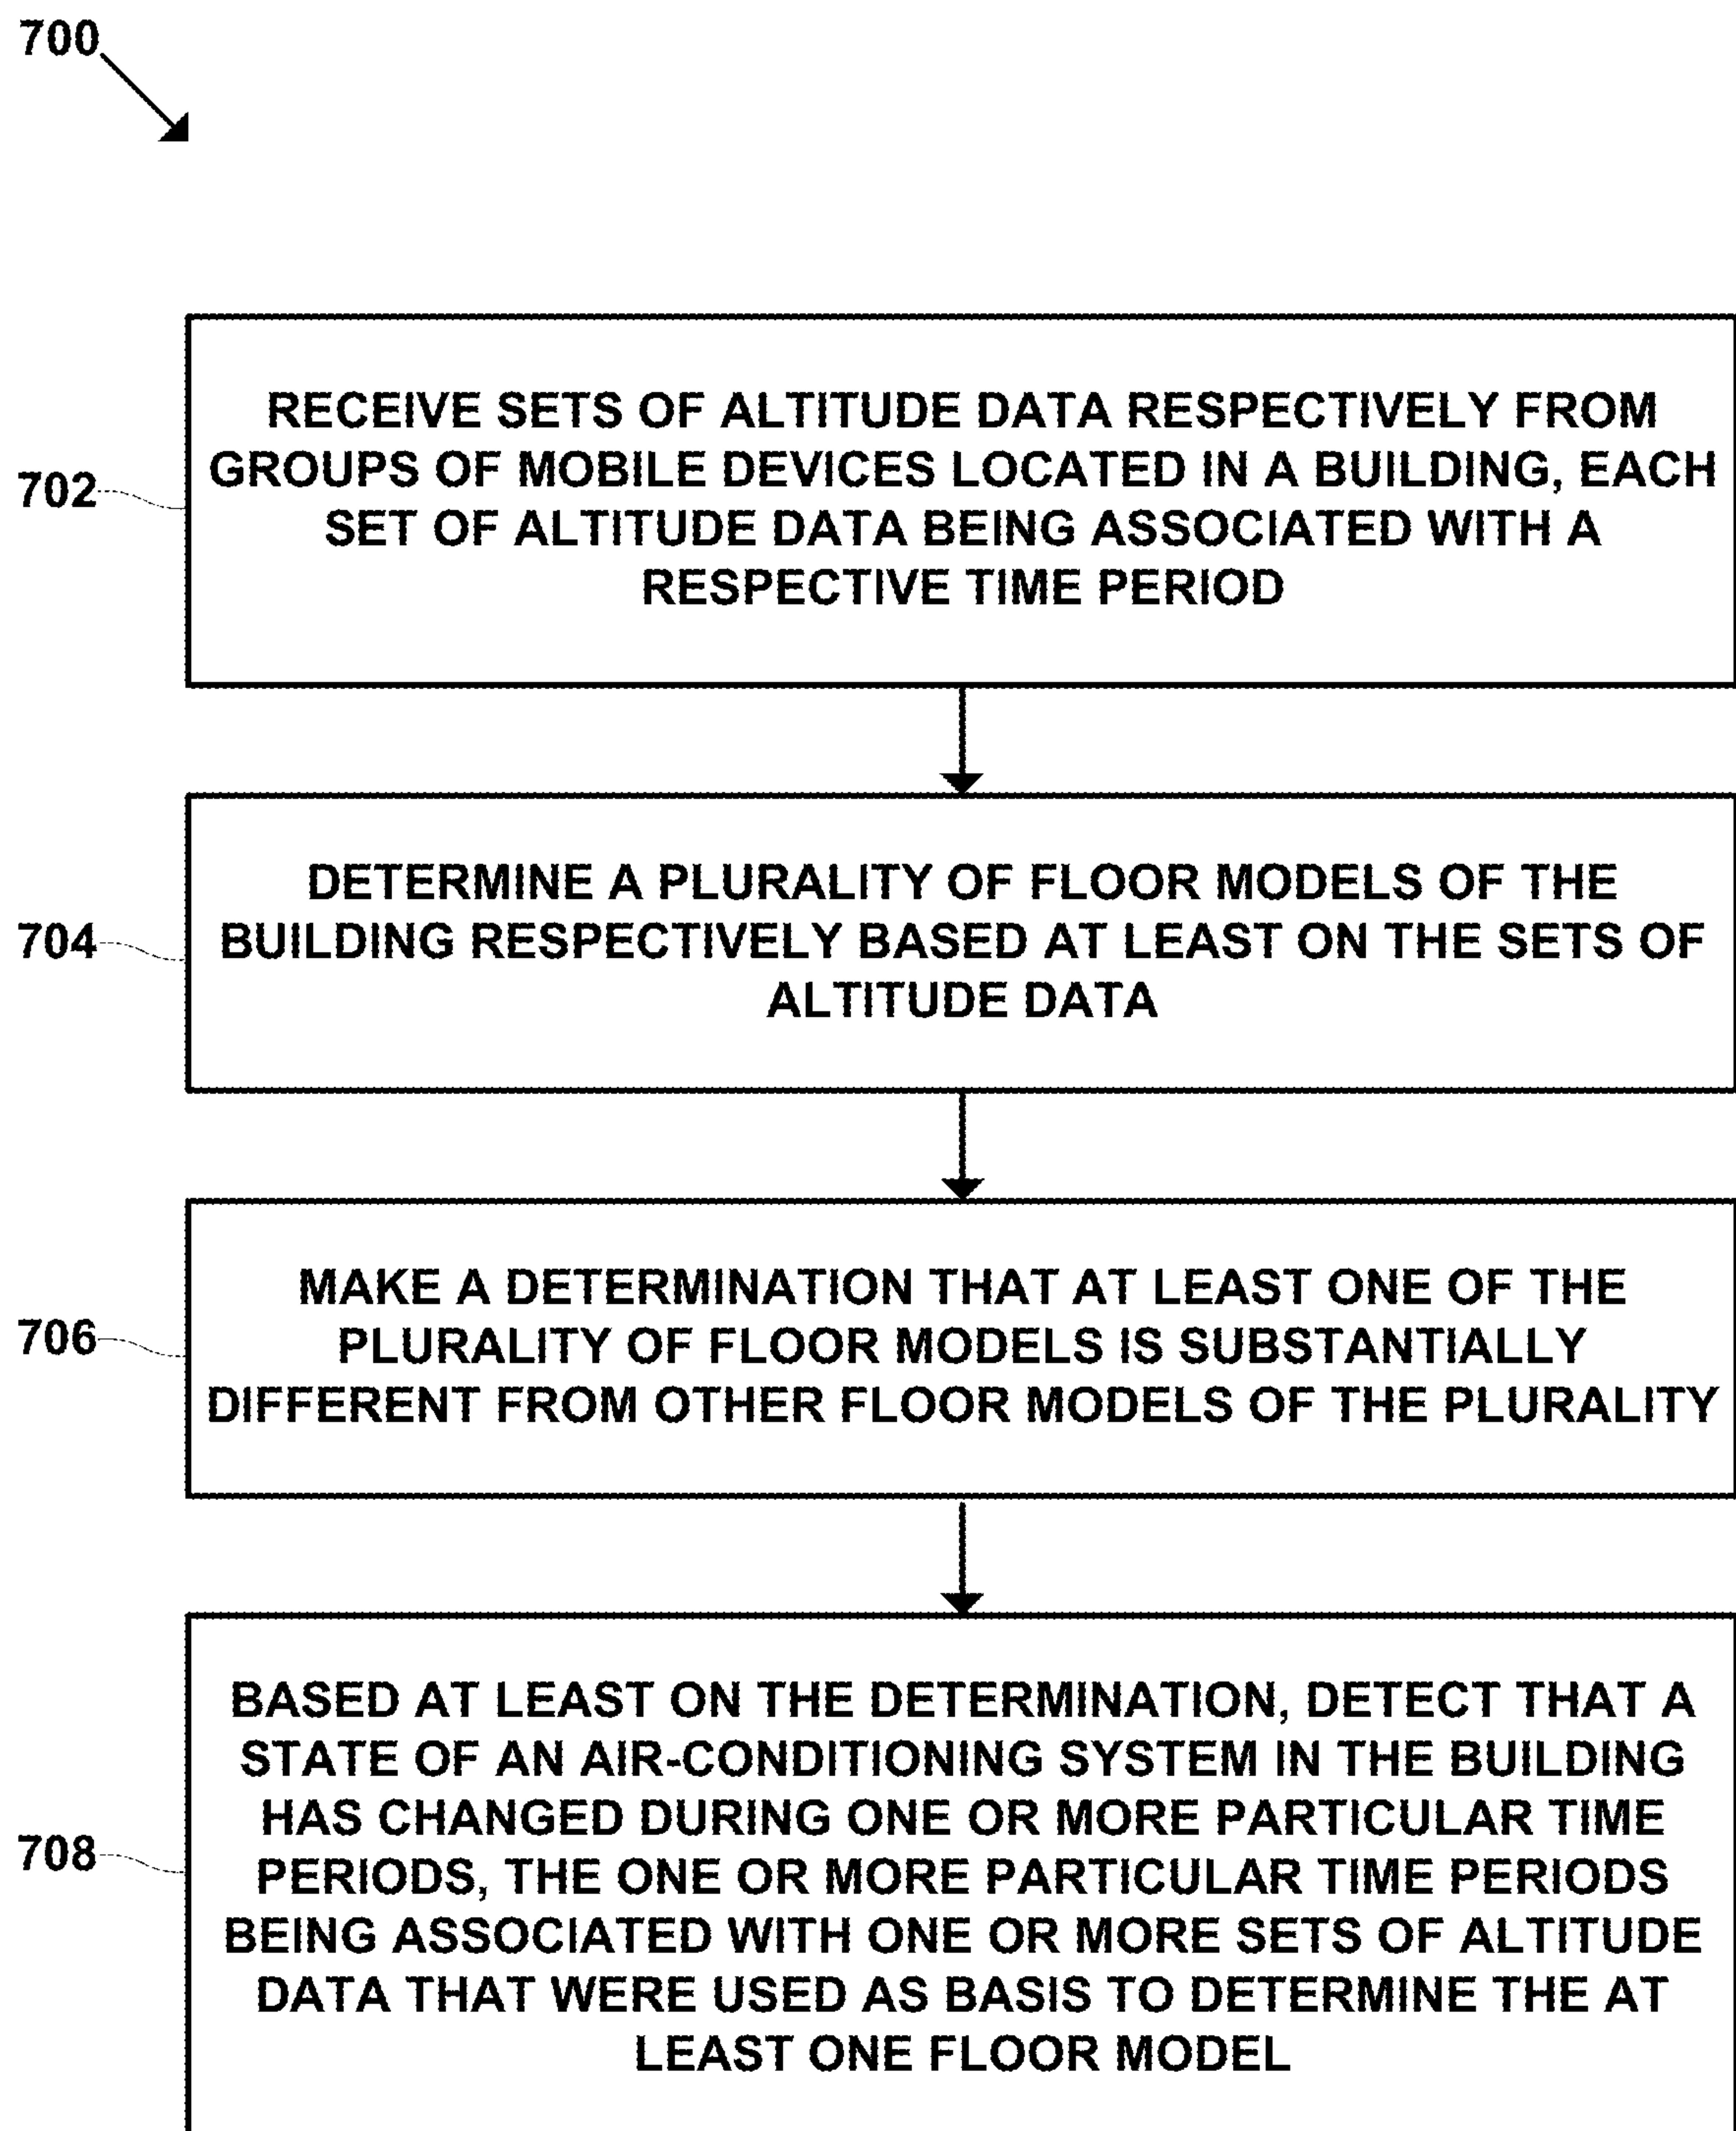 700
702
RECEIVE SETS OF ALTITUDE DATA RESPECTIVELY FROM
GROUPS OF MOBILE DEVICES LOCATED IN A BUILDING, EACH
SET OF ALTITUDE DATA BEING ASSOCIATED WITH A
RESPECTIVE TIME PERIOD
704
DETERMINE A PLURALITY OF FLOOR MODELS OF THE
BUILDING RESPECTIVELY BASED AT LEAST ON THE SETS OF
ALTITUDE DATA
706
MAKE A DETERMINATION THAT AT LEAST ONE OF THE
PLURALITY OF FLOOR MODELS IS SUBSTANTIALLY
DIFFERENT FROM OTHER FLOOR MODELS OF THE PLURALITY
708
BASED AT LEAST ON THE DETERMINATION, DETECT THAT A
STATE OF AN AIR-CONDITIONING SYSTEM IN THE BUILDING
HAS CHANGED DURING ONE OR MORE PARTICULAR TIME
PERIODS, THE ONE OR MORE PARTICULAR TIME PERIODS
BEING ASSOCIATED WITH ONE OR MORE SETS OF ALTITUDE
DATA THAT WERE USED AS BASIS TO DETERMINE THE AT
LEAST ONE FLOOR MODEL